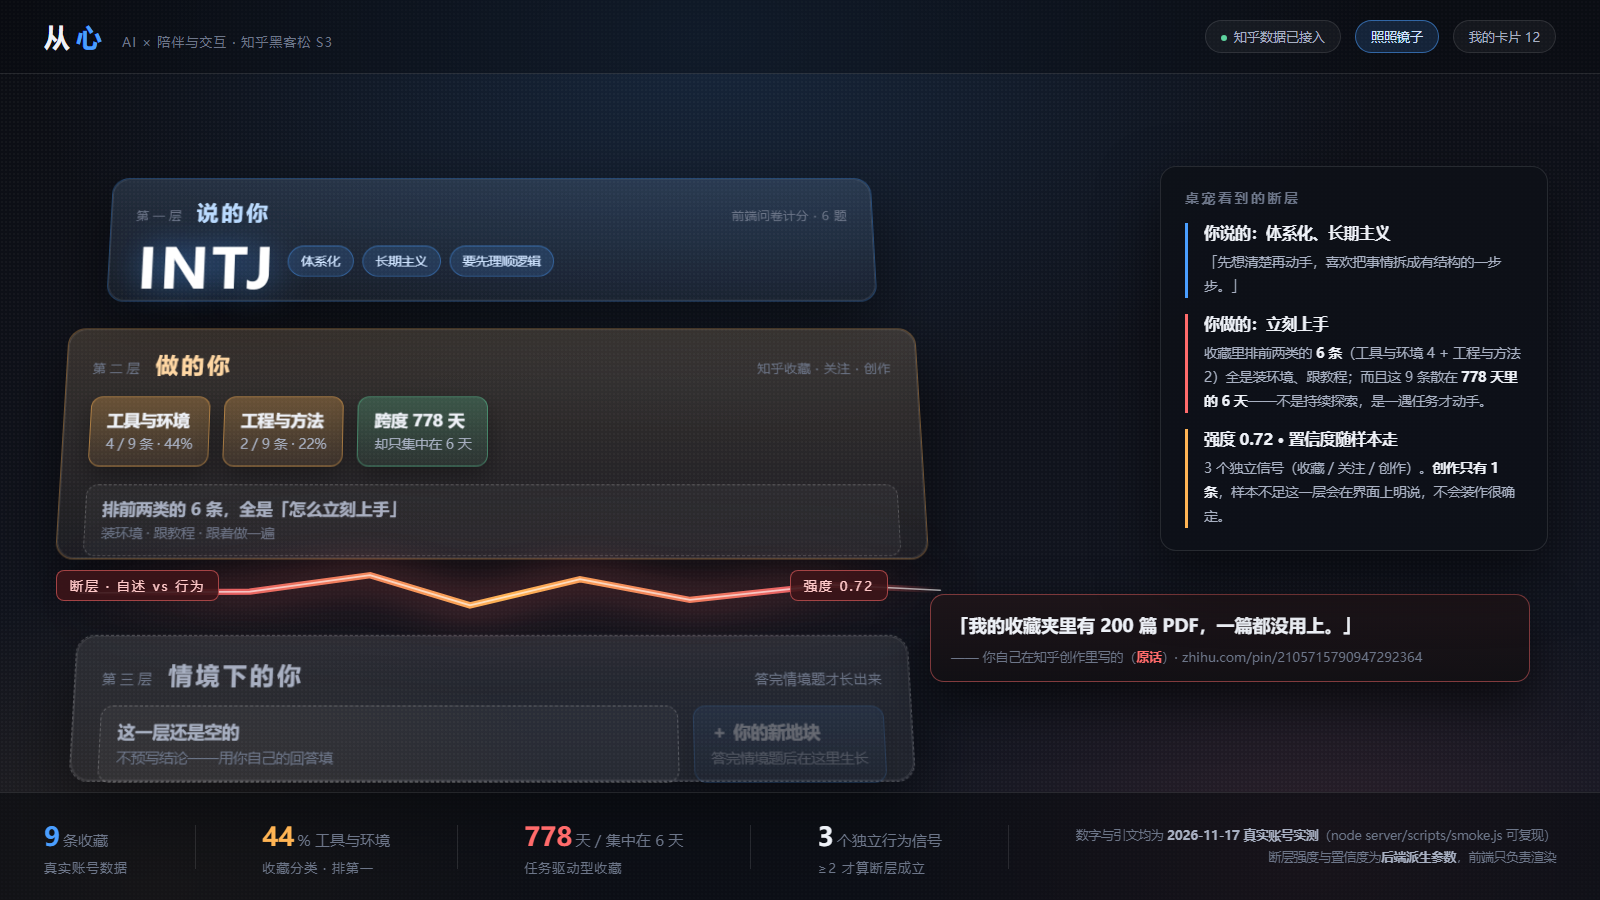 从心 AI × 陪伴与交互 · 知乎黑客松 S3
知乎数据已接入
照照镜子
我的卡片 12
第一层 说的你
前端问卷计分 · 6 题
INTJ
体系化
长期主义
要先理顺逻辑
第二层 做的你
知乎收藏 · 关注 · 创作
工具与环境
4 / 9 条 · 44%
工程与方法
2 / 9 条 · 22%
跨度 778 天
却只集中在 6 天
排前两类的 6 条，全是「怎么立刻上手」
装环境 · 跟教程 · 跟着做一遍
断层 · 自述 vs 行为
强度 0.72
第三层 情境下的你
答完情境题才长出来
这一层还是空的
不预写结论——用你自己的回答填
+ 你的新地块
答完情境题后在这里生长
桌宠看到的断层
你说的：体系化、长期主义
「先想清楚再动手，喜欢把事情拆成有结构的一步
步。」
你做的：立刻上手
收藏里排前两类的 6 条（工具与环境 4 + 工程与方法
2）全是装环境、跟教程；而且这 9 条散在 778 天里
的 6 天——不是持续探索，是一遇任务才动手。
强度 0.72 • 置信度随样本走
3 个独立信号（收藏 / 关注 / 创作）。创作只有 1
条，样本不足这一层会在界面上明说，不会装作很确
定。
「我的收藏夹里有 200 篇 PDF，一篇都没用上。」
—— 你自己在知乎创作里写的（原话）· zhihu.com/pin/2105715790947292364
9 条收藏
真实账号数据
44 % 工具与环境
收藏分类 · 排第一
778 天 / 集中在 6 天
任务驱动型收藏
3 个独立行为信号
≥2 才算断层成立
数字与引文均为 2026-11-17 真实账号实测（node server/scripts/smoke.js 可复现）
断层强度与置信度为后端派生参数，前端只负责渲染